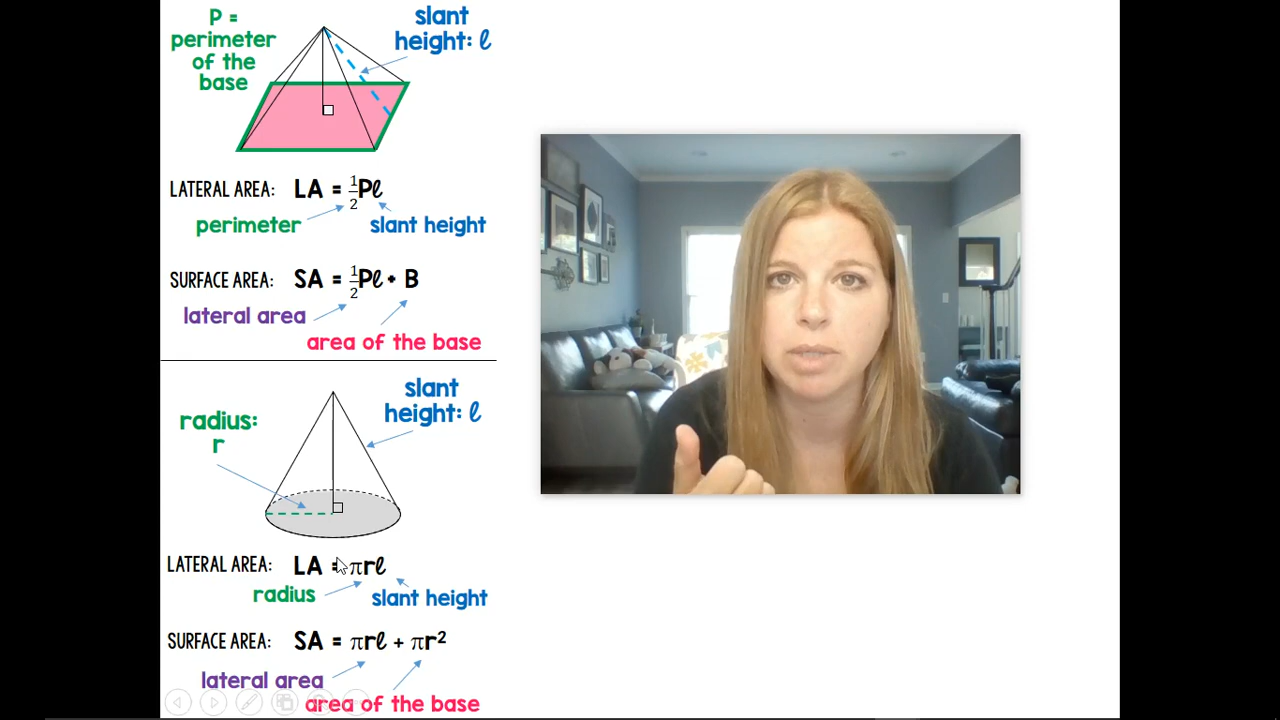 P =
perimeter
of the
base
slant
height: ℓ
LATERAL AREA: LA = 1/2Pℓ
perimeter
slant height
SURFACE AREA: SA = 1/2Pℓ + B
lateral area
area of the base
slant
height: ℓ
radius:
r
LATERAL AREA: LA = πrℓ
radius
slant height
SURFACE AREA: SA = πrℓ + πr²
lateral area
area of the base